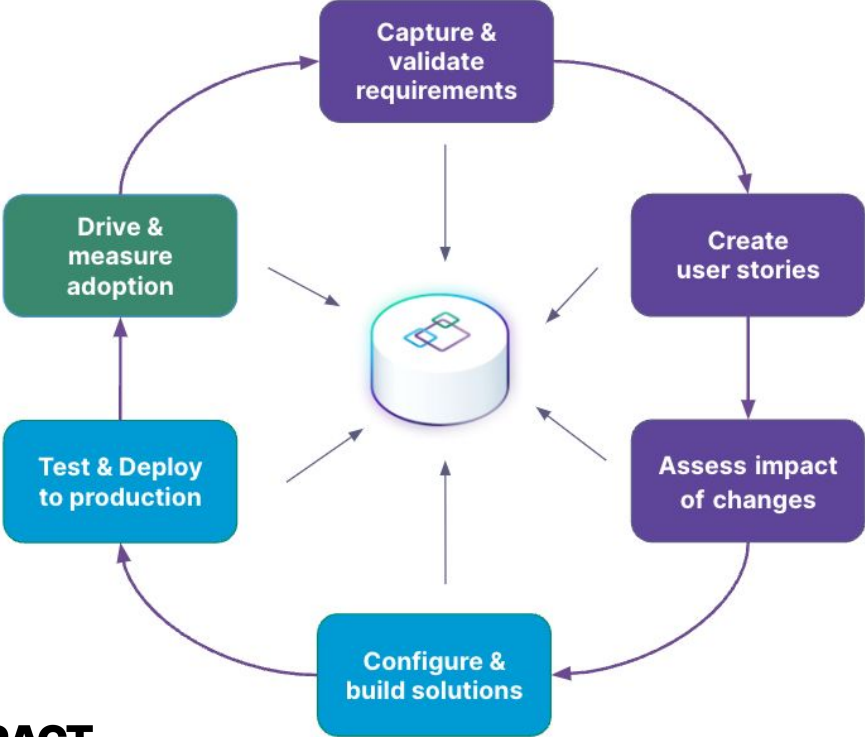 Capture &
validate
requirements
Drive &
measure
adoption
Create
user stories
Test & Deploy
to production
Assess impact
of changes
Configure &
build solutions